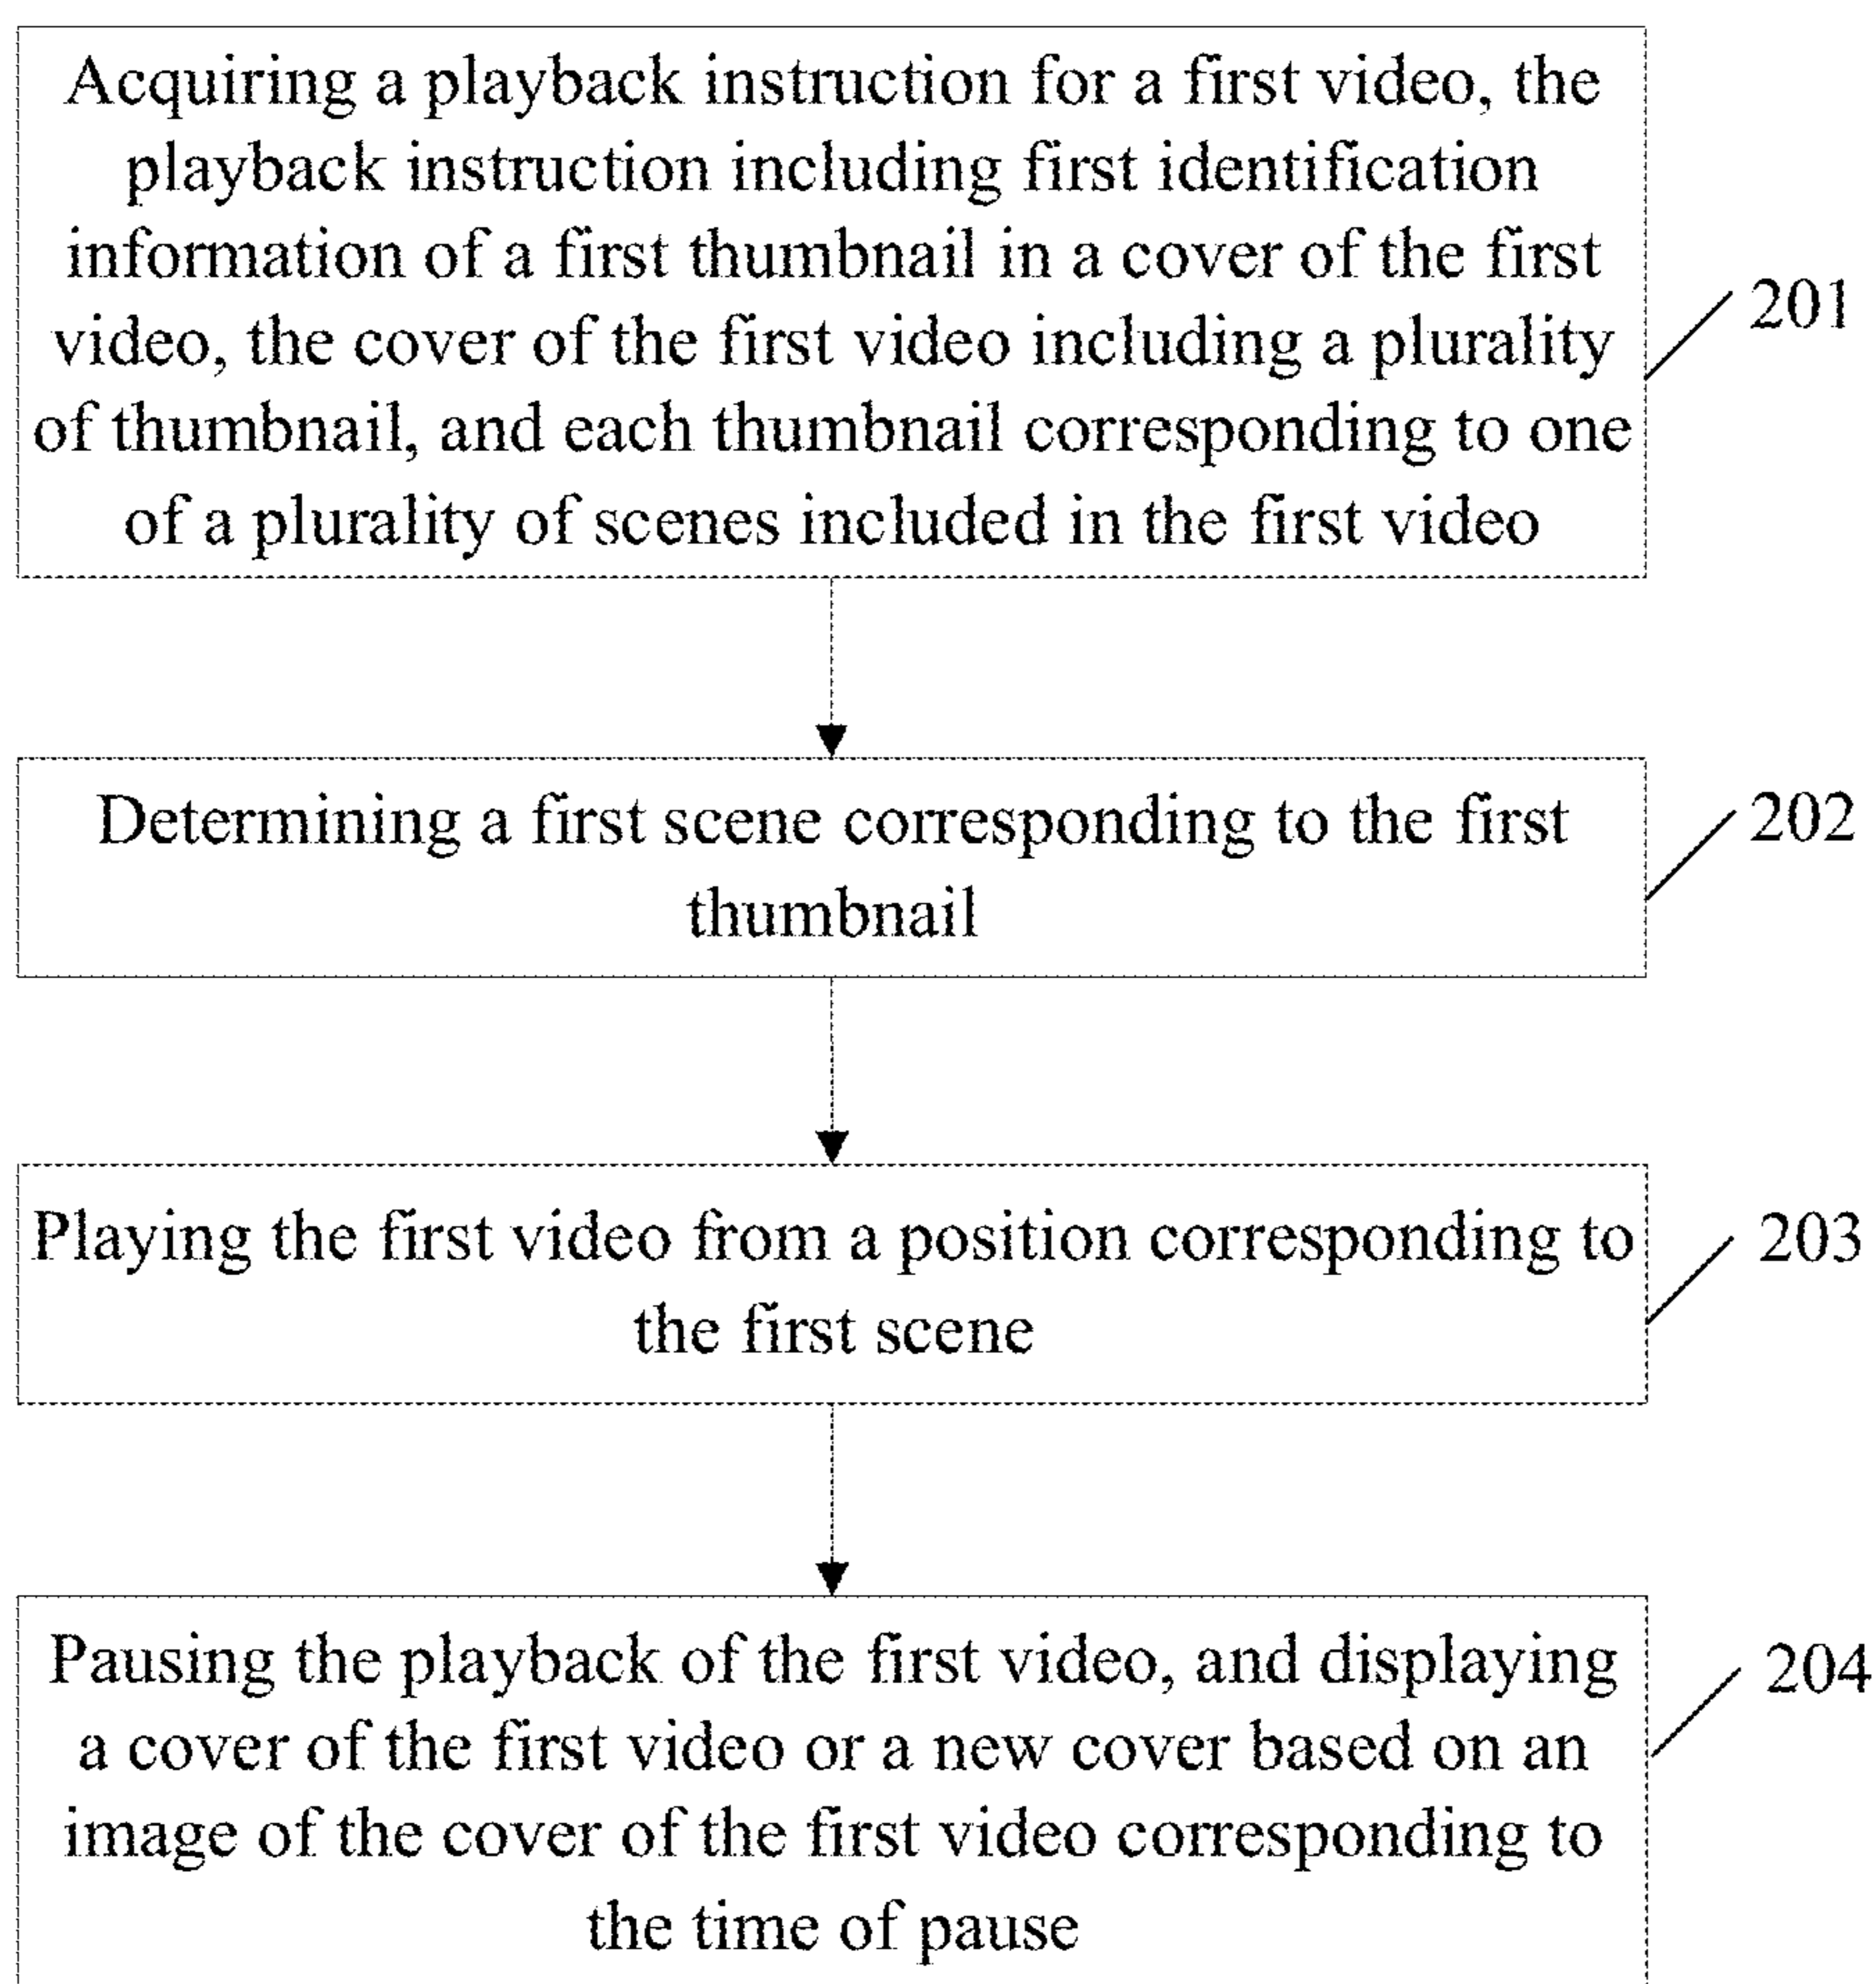 Acquiring a playback instruction for a first video, the
playback instruction including first identification
information of a first thumbnail in a cover of the first
video, the cover of the first video including a plurality
of thumbnail, and each thumbnail corresponding to one
of a plurality of scenes included in the first video
201
Determining a first scene corresponding to the first
thumbnail
202
Playing the first video from a position corresponding to
the first scene
203
Pausing the playback of the first video, and displaying
a cover of the first video or a new cover based on an
image of the cover of the first video corresponding to
the time of pause
204